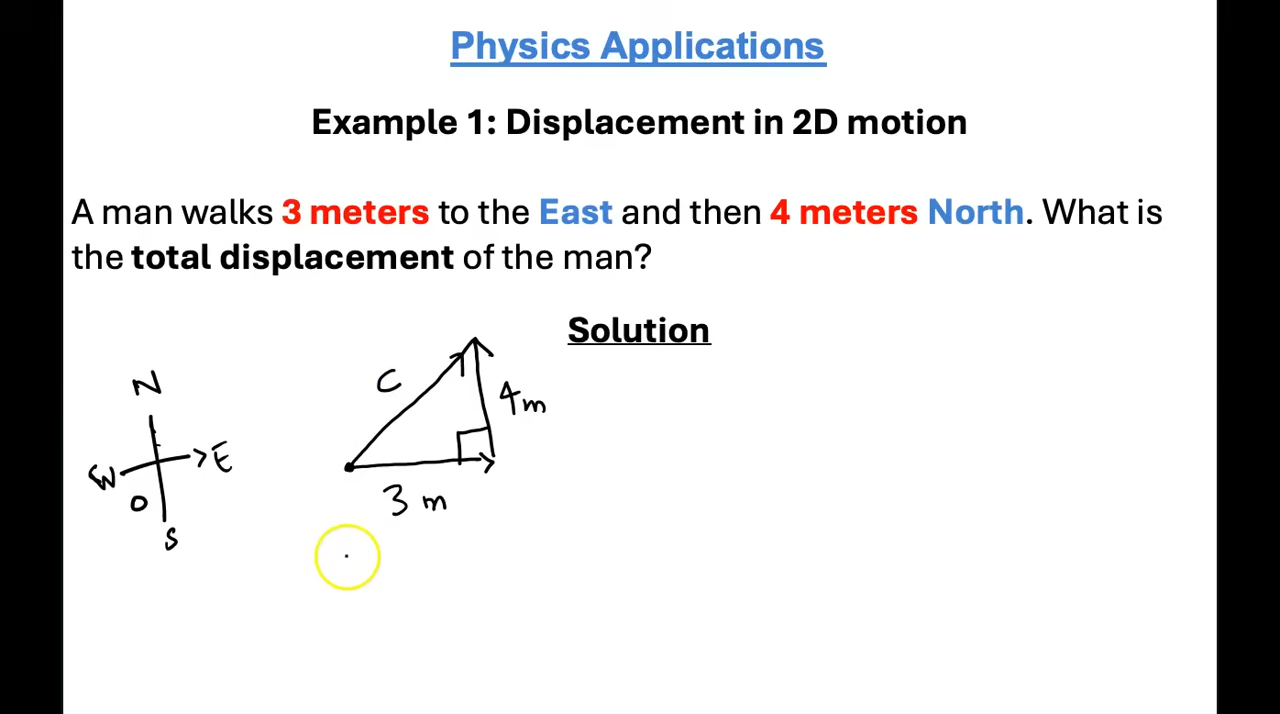 Physics Applications
Example 1: Displacement in 2D motion
A man walks 3 meters to the East and then 4 meters North. What is
the total displacement of the man?
Solution
N
W
E
O
S
C
4m
3 m